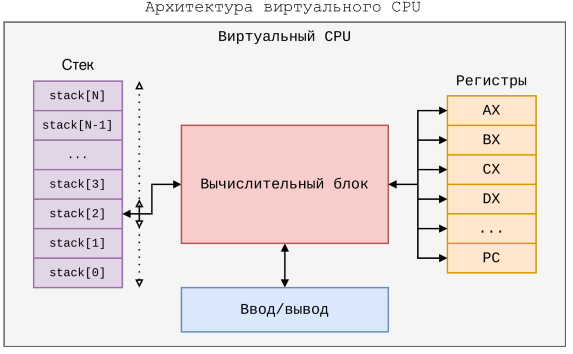 Архитектура виртуального CPU
Виртуальный CPU
Стек
stack[N]
stack[N-1]
...
stack[3]
stack[2]
stack[1]
stack[0]
Вычислительный блок
Ввод/вывод
Регистры
AX
BX
CX
DX
...
PC